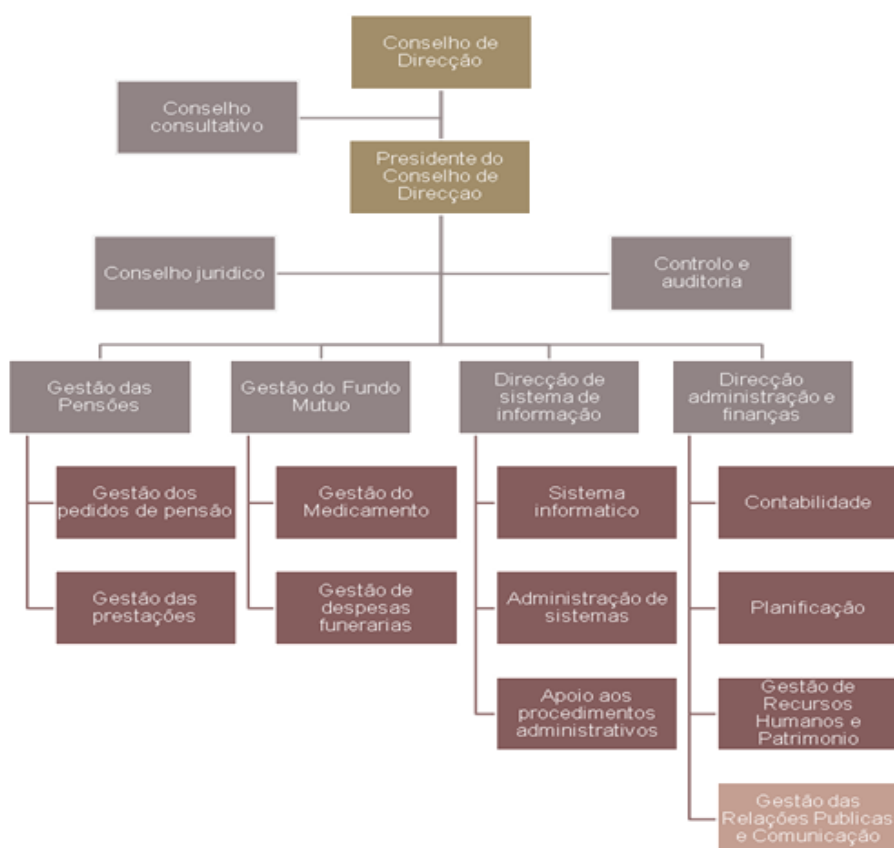 Conselho de
Direcção
Conselho
consultativo
Presidente do
Conselho de
Direcçao
Conselho juridico
Controlo e
auditoria
Gestão das
Pensões
Gestão do Fundo
Mutuo
Direcção de
sistema de
informação
Direcção
administração e
finanças
Gestão dos
pedidos de pensão
Gestão das
prestações
Gestão do
Medicamento
Gestão de
despesas
funerarias
Sistema
informatico
Administração de
sistemas
Apoio aos
procedimentos
administrativos
Contabilidade
Planificação
Gestão de
Recursos
Humanos e
Patrimonio
Gestão das
Relações Publicas
e Comunicação